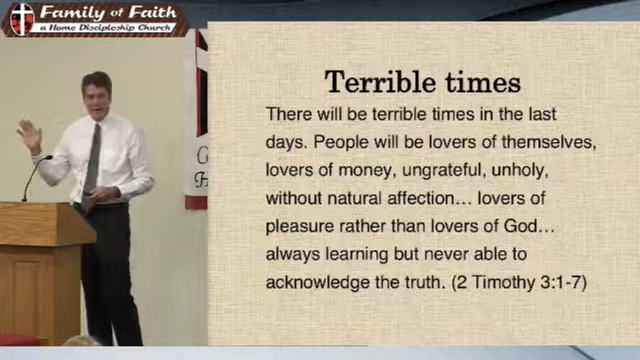 Family of Faith
a Home Discipleship Church
Terrible times
There will be terrible times in the last
days. People will be lovers of themselves,
lovers of money, ungrateful, unholy,
without natural affection… lovers of
pleasure rather than lovers of God…
always learning but never able to
acknowledge the truth. (2 Timothy 3:1-7)